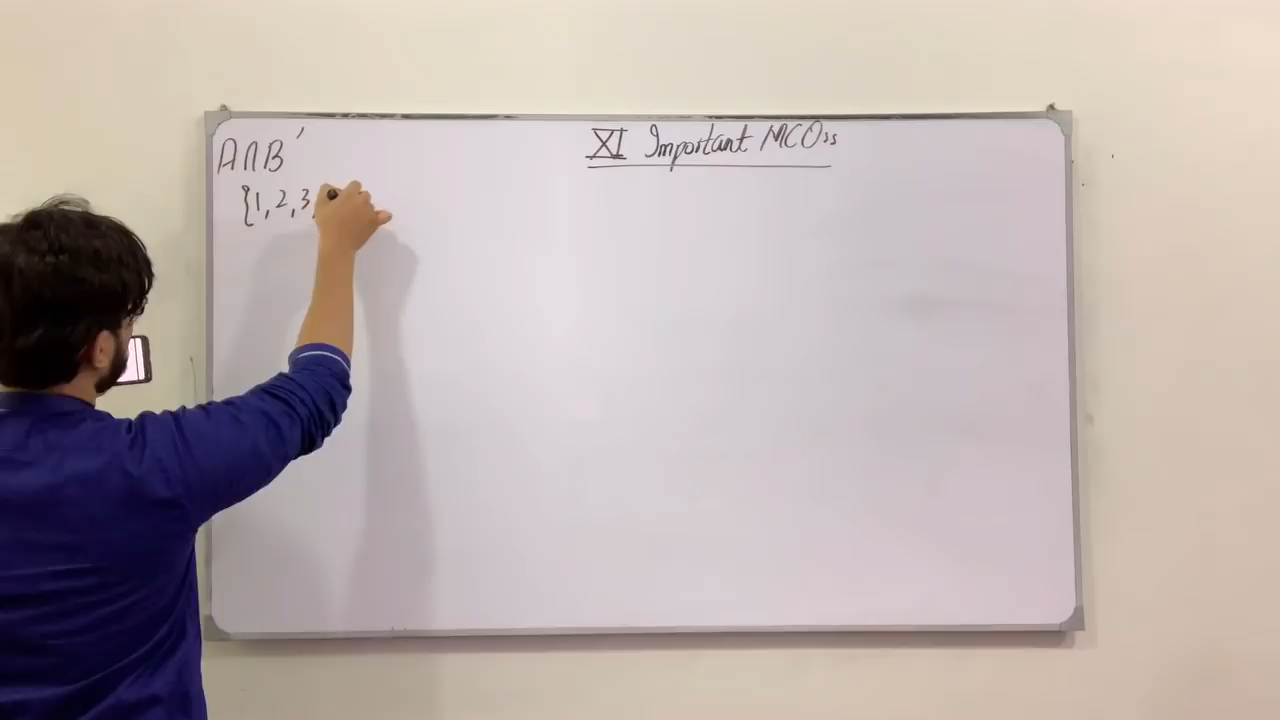 XI Important MCQs
A∩B′
{1, 2, 3,